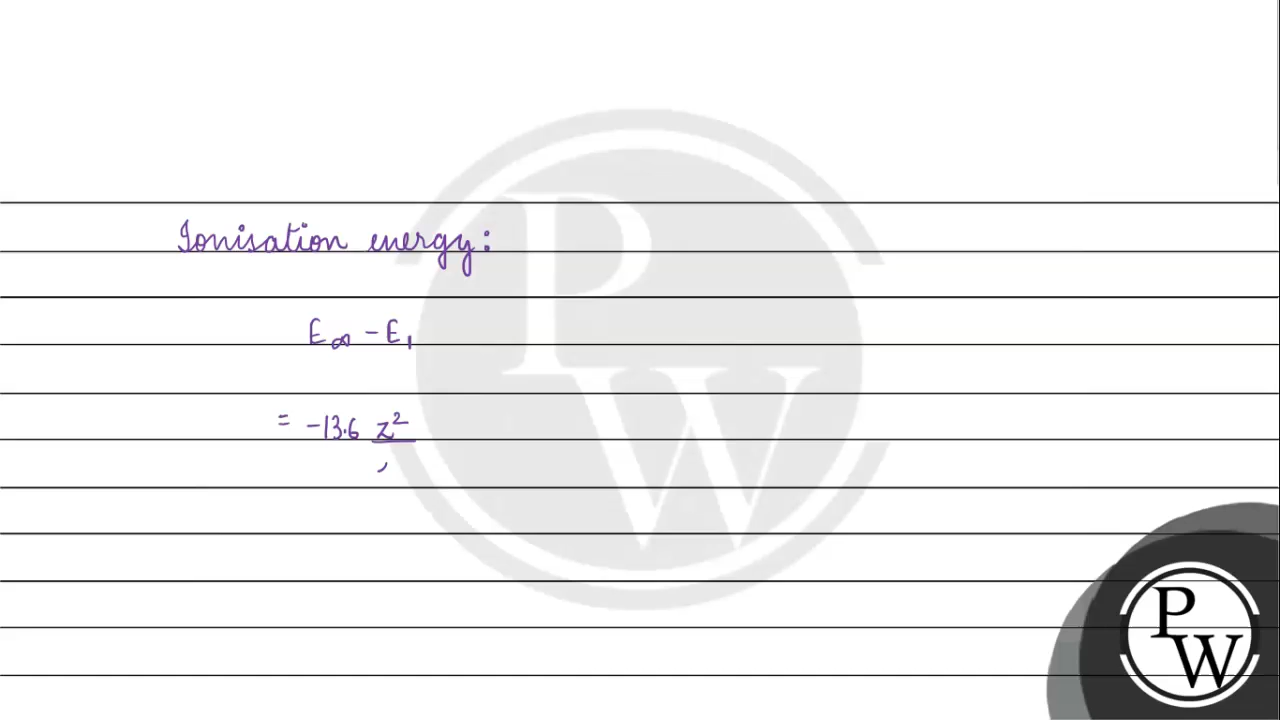 Ionisation energy:
E∞ - E₁
= -13.6 z²
P
W
P
W